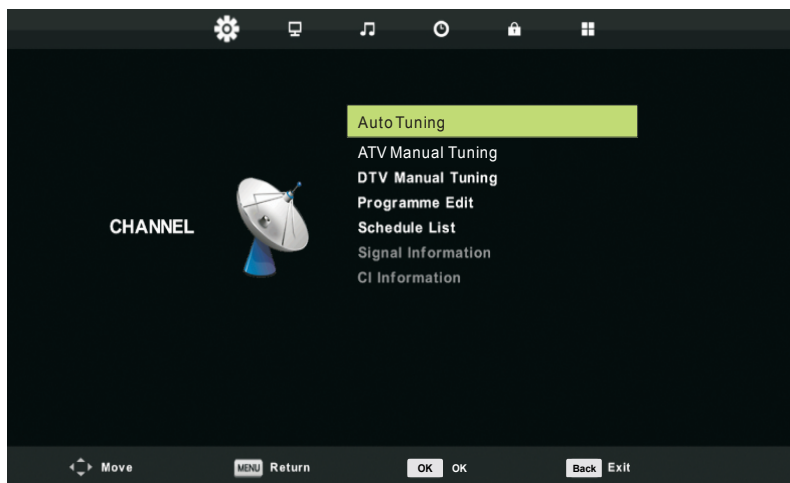 Auto Tuning
ATV Manual Tuning
DTV Manual Tuning
Programme Edit
CHANNEL
Schedule List
Signal Information
CI Information
Move MENU Return OK OK Back Exit